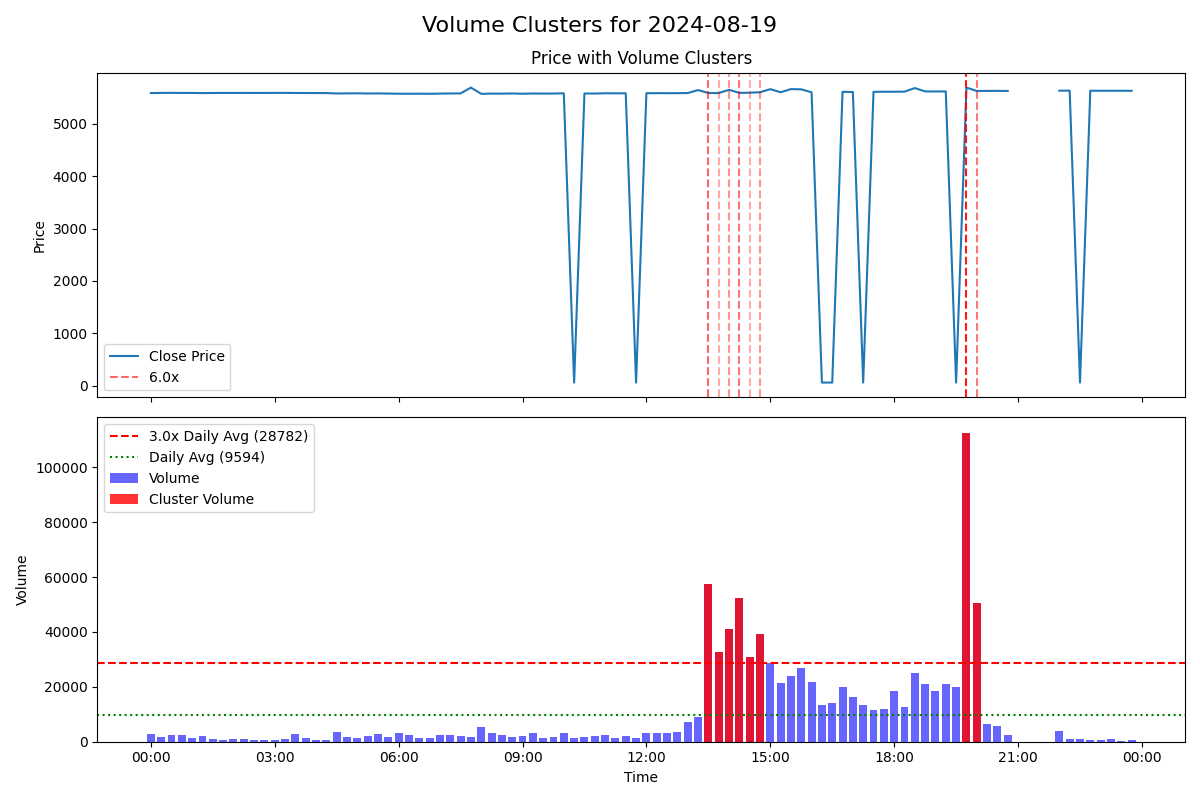 Volume Clusters for 2024-08-19
Price with Volume Clusters
Price
5000
4000
3000
2000
1000
0
Close Price
6.0x
Volume
100000
80000
60000
40000
20000
0
3.0x Daily Avg (28782)
Daily Avg (9594)
Volume
Cluster Volume
00:00 03:00 06:00 09:00 12:00 15:00 18:00 21:00 00:00
Time